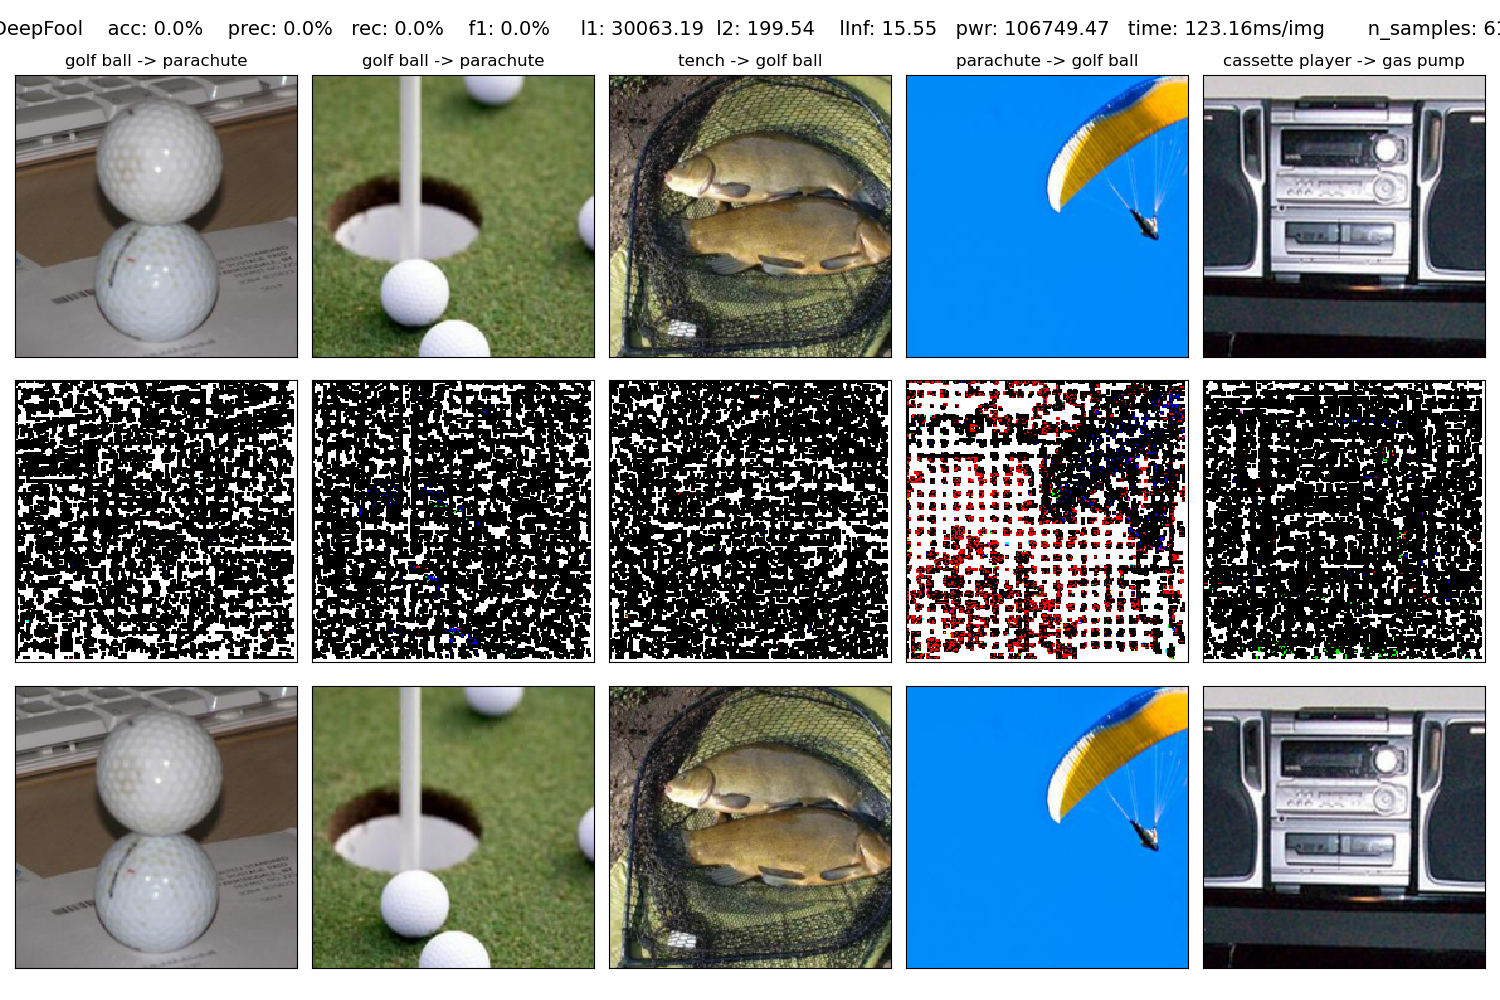 DeepFool acc: 0.0% prec: 0.0% rec: 0.0% f1: 0.0% l1: 30063.19 l2: 199.54 lInf: 15.55 pwr: 106749.47 time: 123.16ms/img n_samples: 61
golf ball -> parachute
golf ball -> parachute
tench -> golf ball
parachute -> golf ball
cassette player -> gas pump